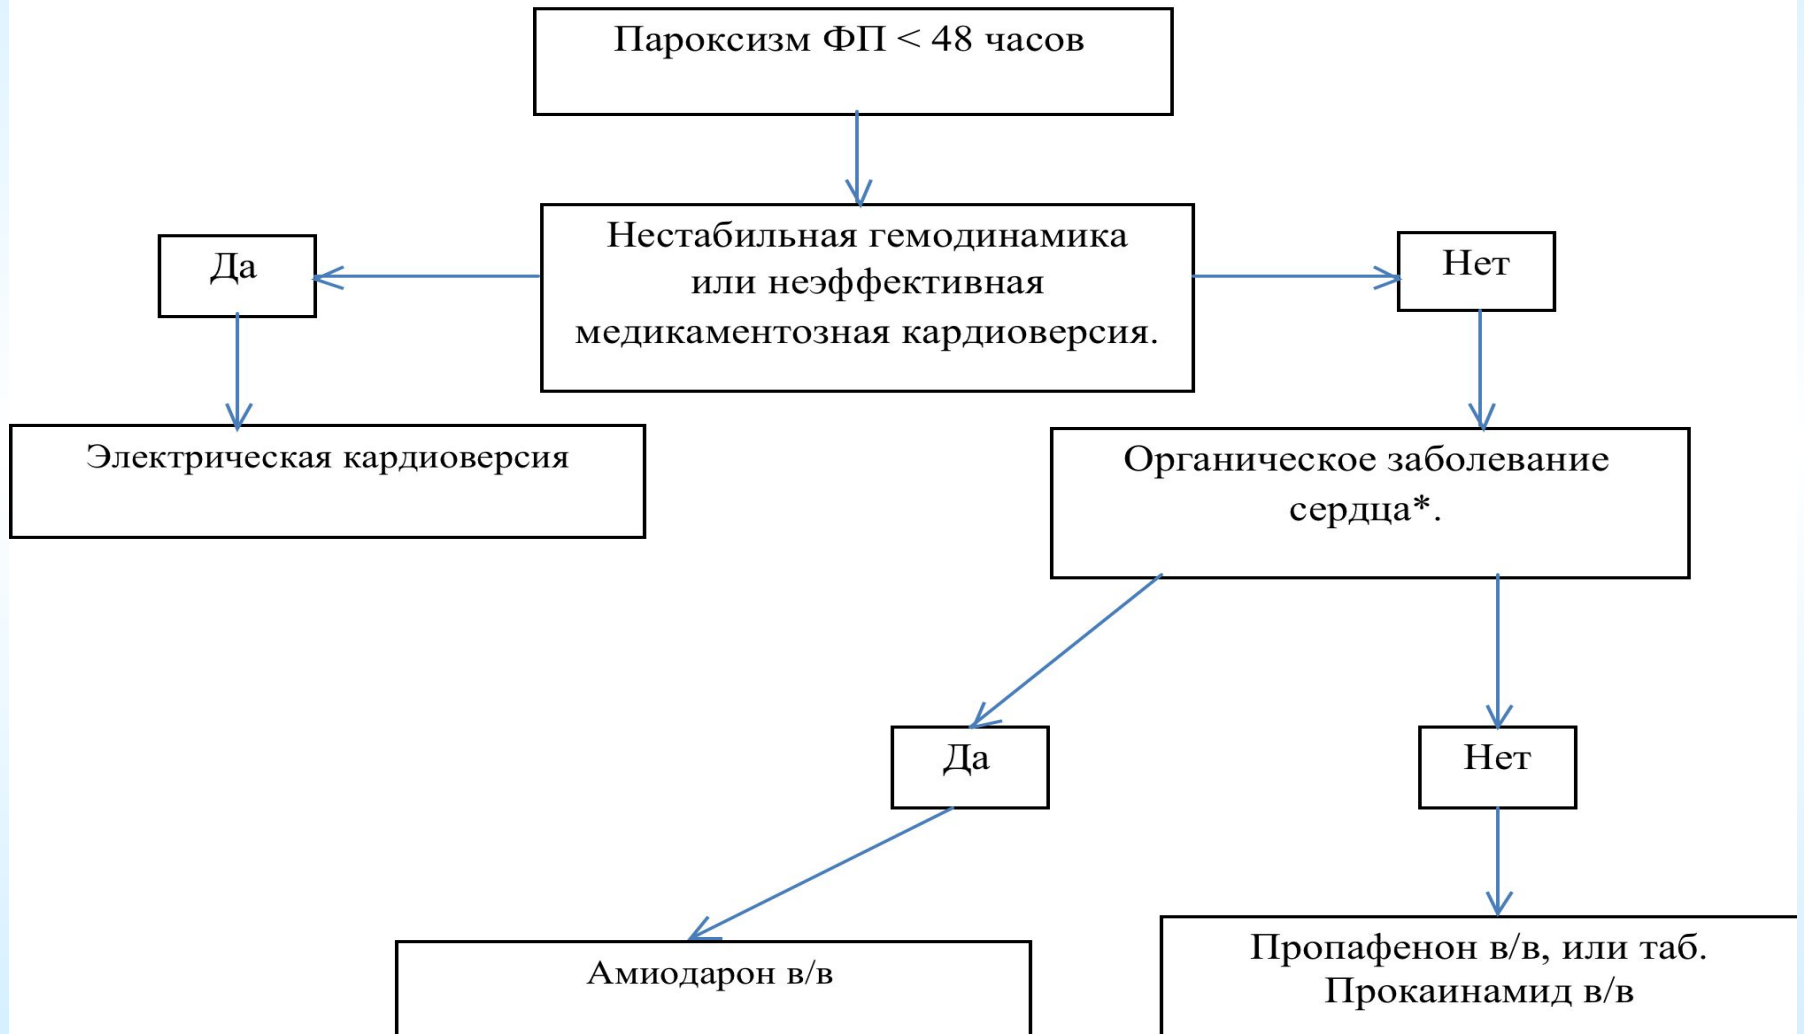 Пароксизм ФП < 48 часов
Нестабильная гемодинамика
или неэффективная
медикаментозная кардиоверсия.
Да
Нет
Электрическая кардиоверсия
Органическое заболевание
сердца*.
Да
Нет
Амиодарон в/в
Пропафенон в/в, или таб.
Прокаинамид в/в